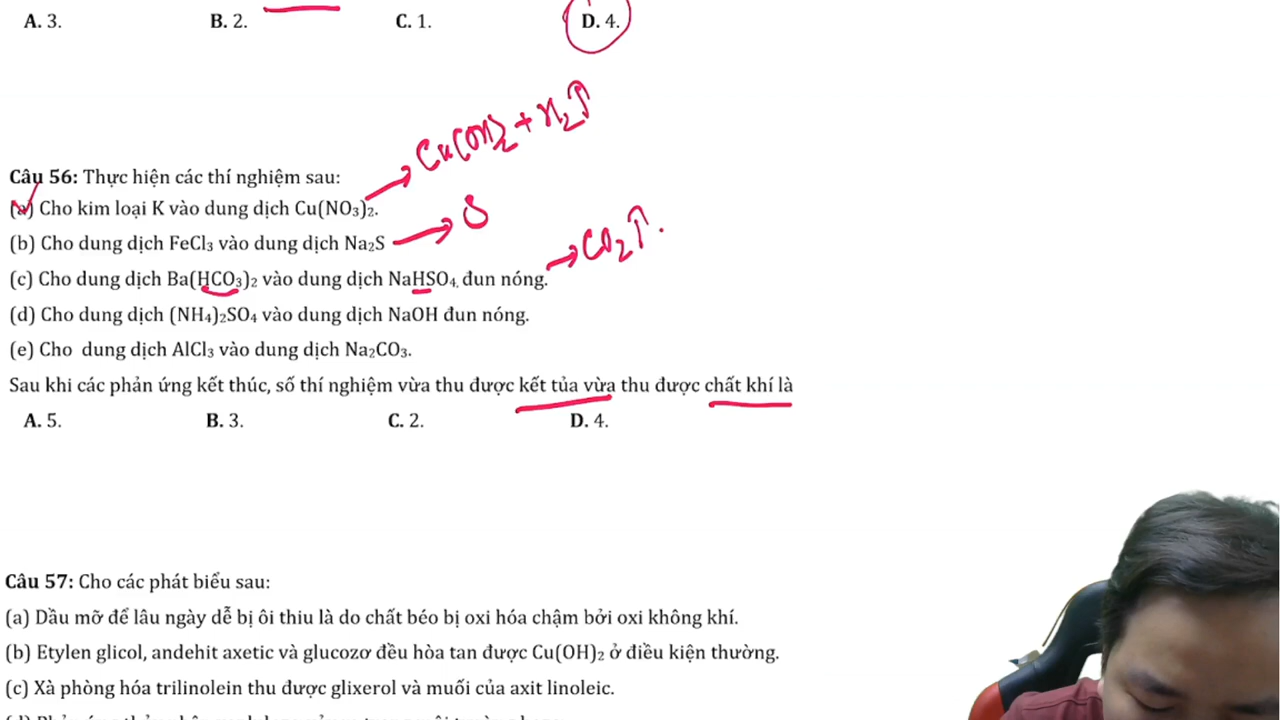 A. 3. B. 2. C. 1. D. 4.
Câu 56: Thực hiện các thí nghiệm sau:
(a) Cho kim loại K vào dung dịch Cu(NO₃)₂. → Cu(OH)₂ + H₂↑
(b) Cho dung dịch FeCl₃ vào dung dịch Na₂S → S
(c) Cho dung dịch Ba(HCO₃)₂ vào dung dịch NaHSO₄, đun nóng. → CO₂↑.
(d) Cho dung dịch (NH₄)₂SO₄ vào dung dịch NaOH đun nóng.
(e) Cho dung dịch AlCl₃ vào dung dịch Na₂CO₃.
Sau khi các phản ứng kết thúc, số thí nghiệm vừa thu được kết tủa vừa thu được chất khí là
A. 5. B. 3. C. 2. D. 4.
Câu 57: Cho các phát biểu sau:
(a) Dầu mỡ để lâu ngày dễ bị ôi thiu là do chất béo bị oxi hóa chậm bởi oxi không khí.
(b) Etylen glicol, andehit axetic và glucozơ đều hòa tan được Cu(OH)₂ ở điều kiện thường.
(c) Xà phòng hóa trilinolein thu được glixerol và muối của axit linoleic.